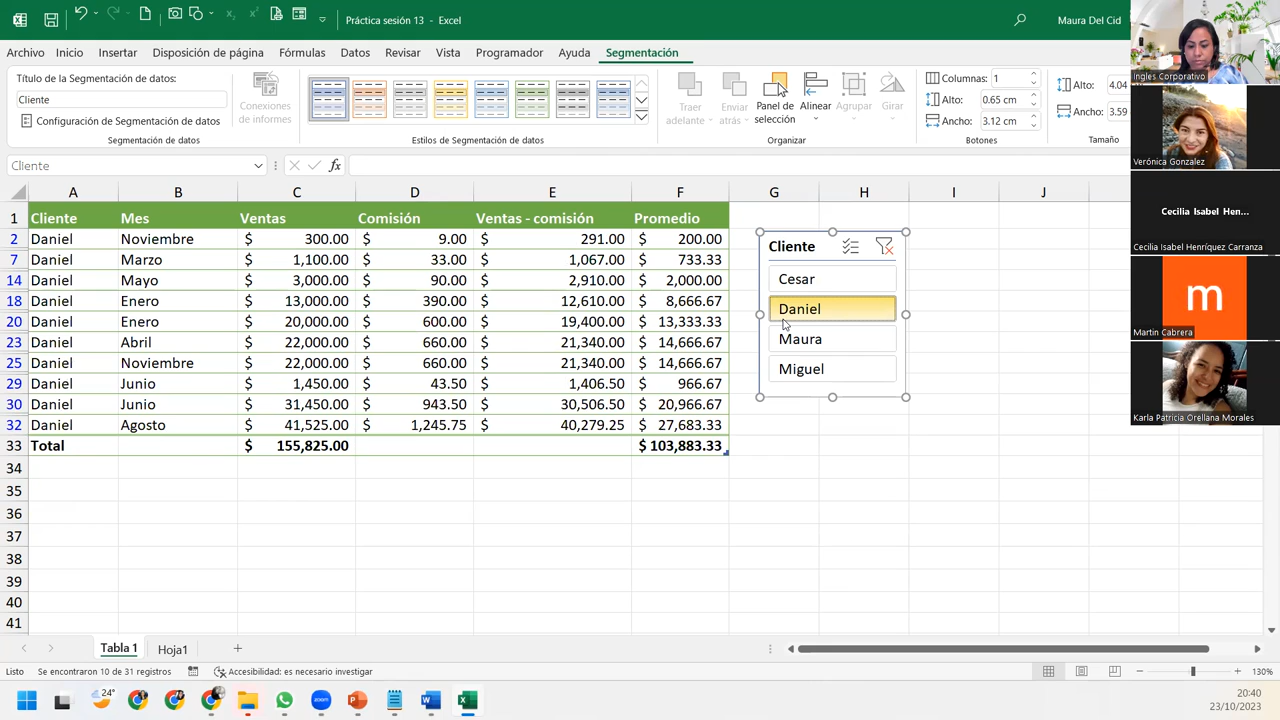 Práctica sesión 13 - Excel
Maura Del Cid
Archivo Inicio Insertar Disposición de página Fórmulas Datos Revisar Vista Programador Ayuda Segmentación
Título de la Segmentación de datos:
Cliente
Configuración de Segmentación de datos
Segmentación de datos
Conexiones de informes
Estilos de Segmentación de datos
Traer adelante
Enviar atrás
Panel de selección
Alinear
Agrupar
Girar
Organizar
Columnas: 1
Alto: 0.65 cm
Ancho: 3.12 cm
Botones
Alto: 4.04
Ancho: 3.59
Tamaño
Cliente
fx
A B C D E F G H I J
1 Cliente Mes Ventas Comisión Ventas - comisión Promedio
2 Daniel Noviembre $ 300.00 $ 9.00 $ 291.00 $ 200.00
7 Daniel Marzo $ 1,100.00 $ 33.00 $ 1,067.00 $ 733.33
14 Daniel Mayo $ 3,000.00 $ 90.00 $ 2,910.00 $ 2,000.00
18 Daniel Enero $ 13,000.00 $ 390.00 $ 12,610.00 $ 8,666.67
20 Daniel Enero $ 20,000.00 $ 600.00 $ 19,400.00 $ 13,333.33
23 Daniel Abril $ 22,000.00 $ 660.00 $ 21,340.00 $ 14,666.67
25 Daniel Noviembre $ 22,000.00 $ 660.00 $ 21,340.00 $ 14,666.67
29 Daniel Junio $ 1,450.00 $ 43.50 $ 1,406.50 $ 966.67
30 Daniel Junio $ 31,450.00 $ 943.50 $ 30,506.50 $ 20,966.67
32 Daniel Agosto $ 41,525.00 $ 1,245.75 $ 40,279.25 $ 27,683.33
33 Total $ 155,825.00 $ 103,883.33
34
35
36
37
38
39
40
41
Cliente
Cesar
Daniel
Maura
Miguel
Ingles Corporativo
Verónica Gonzalez
Cecilia Isabel Hen...
Cecilia Isabel Henríquez Carranza
m
Martin Cabrera
Karla Patricia Orellana Morales
Tabla 1 Hoja1 +
Listo Se encontraron 10 de 31 registros Accesibilidad: es necesario investigar
130%
24°
zoom
20:40
23/10/2023